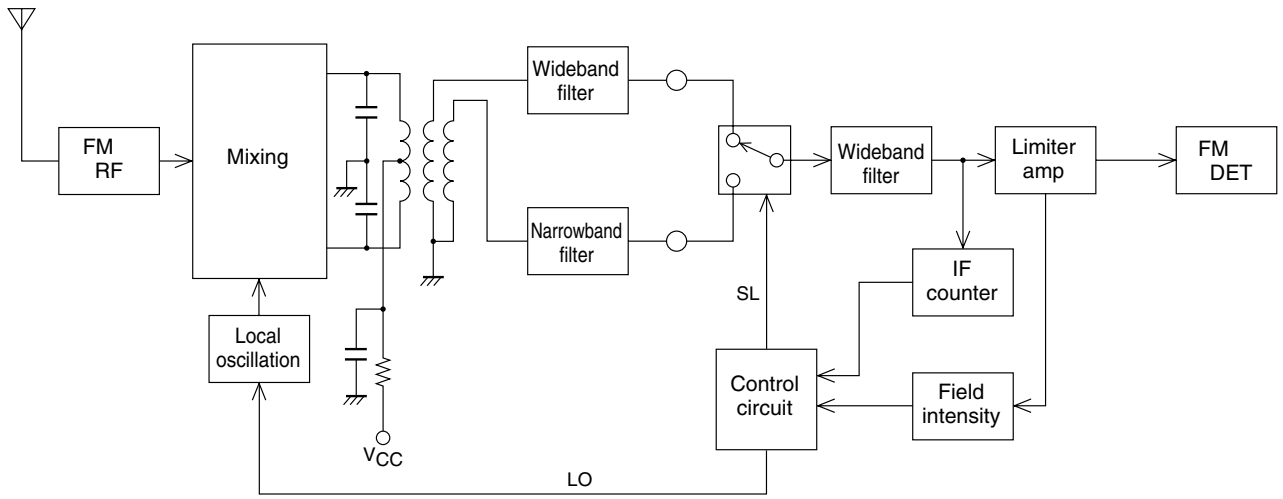 FM
RF
Mixing
Local
oscillation
VCC
Wideband
filter
Narrowband
filter
Wideband
filter
Limiter
amp
FM
DET
IF
counter
SL
Control
circuit
Field
intensity
LO